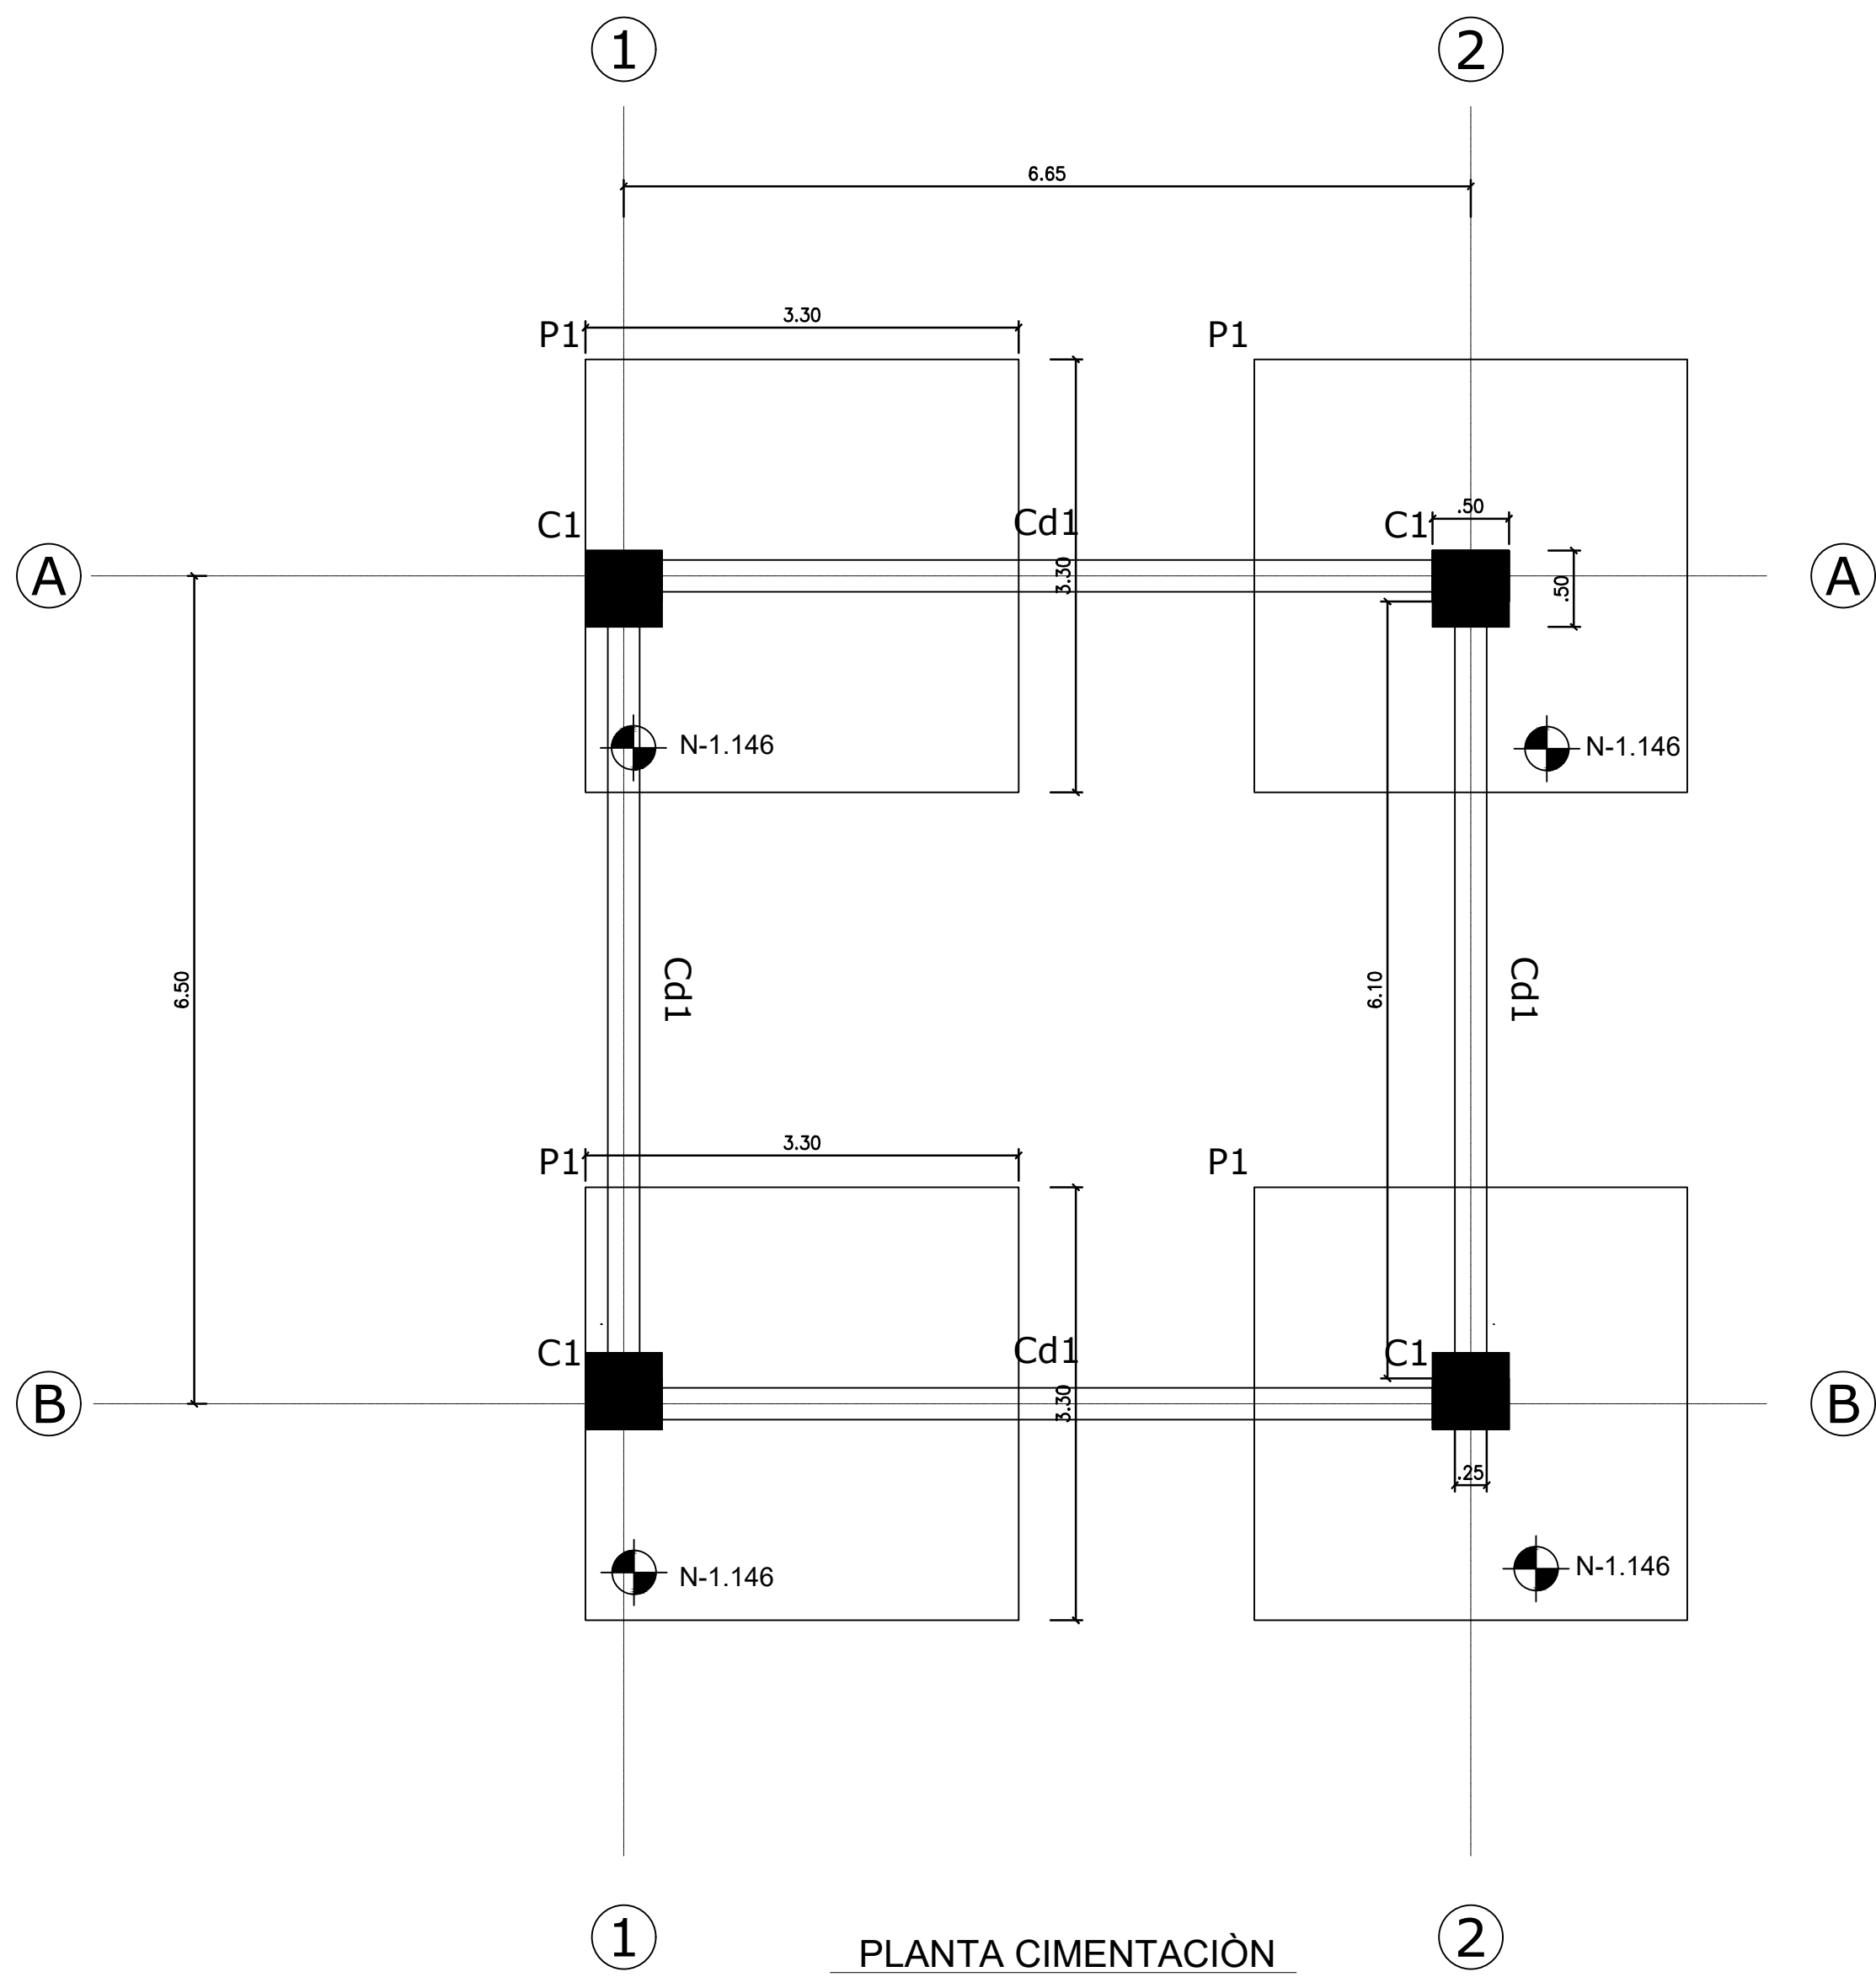 1 2
6.65
3.30
P1 P1
C1 Cd1 C1 .50
A 3.30 .50 A
N-1.146 N-1.146
6.50 Cd1 6.10 Cd1
3.30
P1 P1
C1 Cd1 C1
B 3.30 B
.25
N-1.146 N-1.146
1 2
PLANTA CIMENTACIÒN